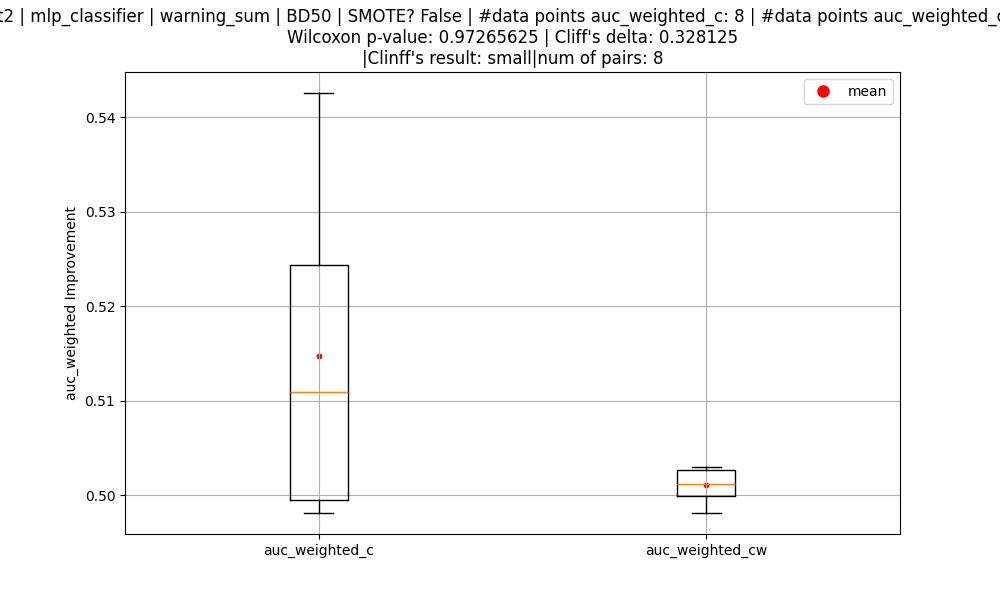 t2 | mlp_classifier | warning_sum | BD50 | SMOTE? False | #data points auc_weighted_c: 8 | #data points auc_weighted_c
Wilcoxon p-value: 0.97265625 | Cliff's delta: 0.328125
|Clinff's result: small|num of pairs: 8
mean
0.54
0.53
0.52
0.51
0.50
auc_weighted Improvement
auc_weighted_c
auc_weighted_cw